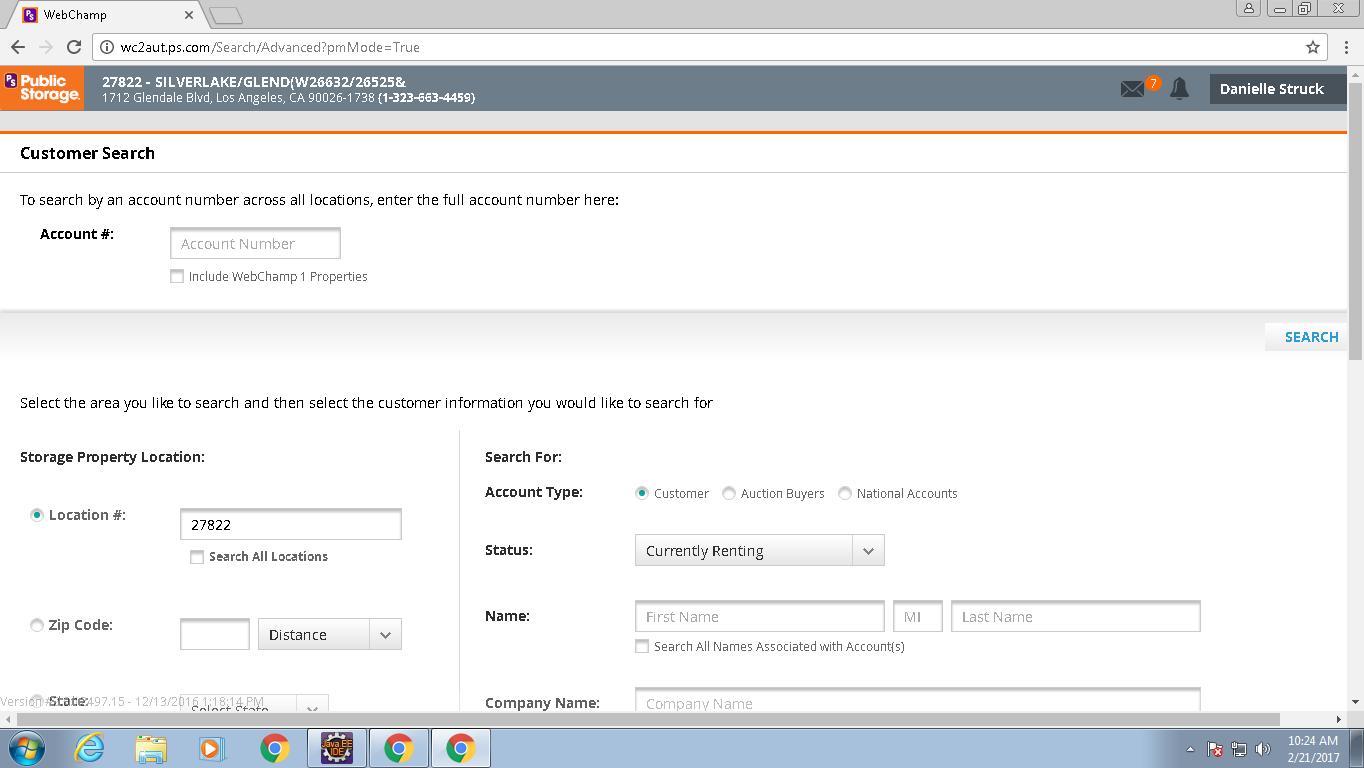 WebChamp
wc2aut.ps.com/Search/Advanced?pmMode=True
Ps Public Storage
27822 - SILVERLAKE/GLEND(W26632/26525&
1712 Glendale Blvd, Los Angeles, CA 90026-1738 (1-323-663-4459)
7
Danielle Struck
Customer Search
To search by an account number across all locations, enter the full account number here:
Account #:
Account Number
Include WebChamp 1 Properties
SEARCH
Select the area you like to search and then select the customer information you would like to search for
Storage Property Location:
Search For:
Account Type:
Customer
Auction Buyers
National Accounts
Location #:
27822
Search All Locations
Status:
Currently Renting
Zip Code:
Distance
Name:
First Name
MI
Last Name
Search All Names Associated with Account(s)
State:
Select State
Version 497.15 - 12/13/2016 1:18:14 PM
Company Name:
Company Name
Java EE
IDE
10:24 AM
2/21/2017